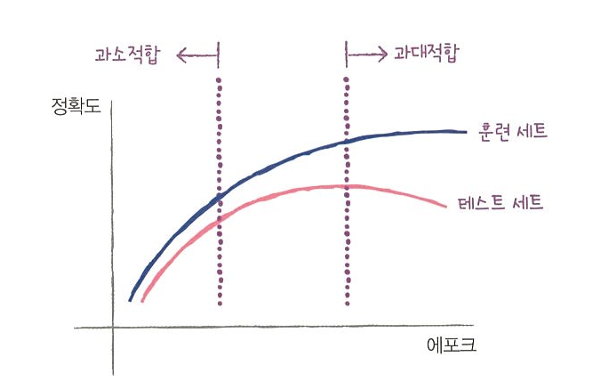 과소적합
과대적합
정확도
훈련 세트
테스트 세트
에포크